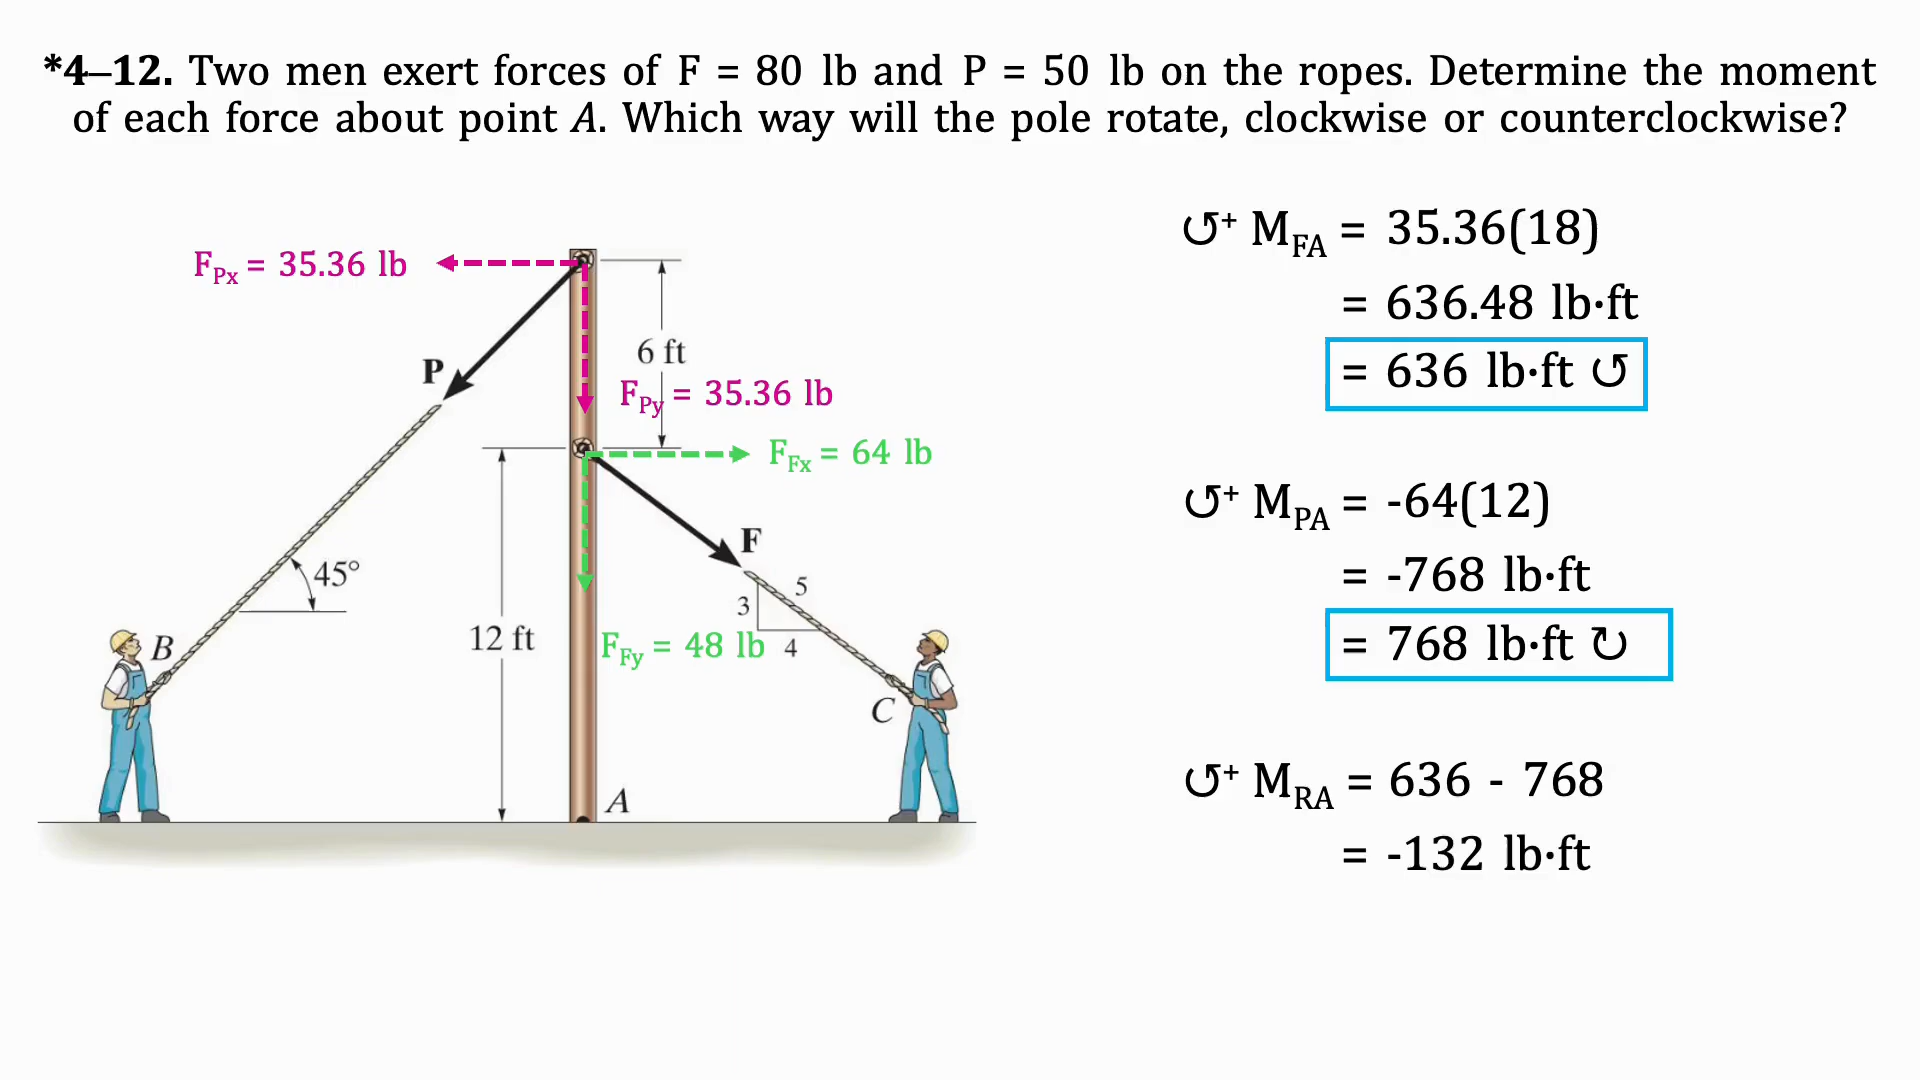 *4–12. Two men exert forces of F = 80 lb and P = 50 lb on the ropes. Determine the moment
of each force about point A. Which way will the pole rotate, clockwise or counterclockwise?
F_Px = 35.36 lb
P
6 ft
F_Py = 35.36 lb
F_Fx = 64 lb
F
45°
5
3
4
12 ft
F_Fy = 48 lb
B
C
A
↺+ M_FA = 35.36(18)
= 636.48 lb·ft
= 636 lb·ft ↺
↺+ M_PA = -64(12)
= -768 lb·ft
= 768 lb·ft ↻
↺+ M_RA = 636 - 768
= -132 lb·ft